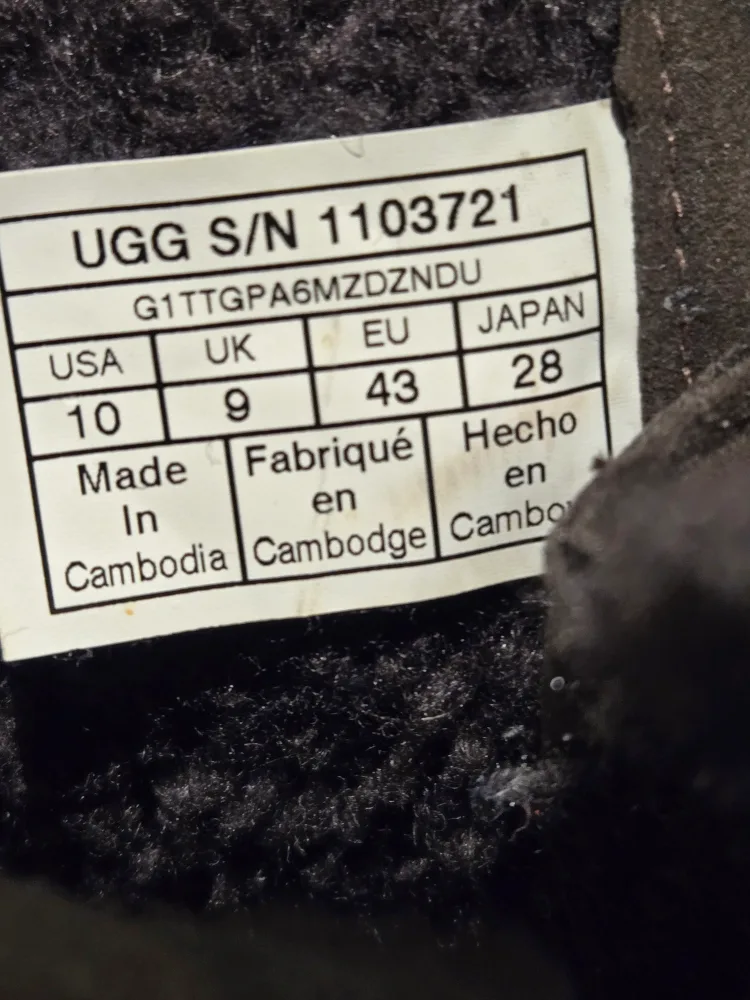 UGG S/N 1103721
G1TTGPA6MZDZNDU
USA UK EU JAPAN
10 9 43 28
Made In Cambodia
Fabriqué en Cambodge
Hecho en